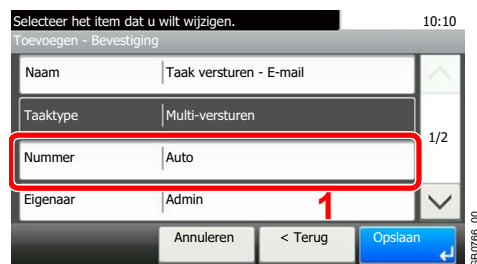 Selecteer het item dat u wilt wijzigen. 10:10
Toevoegen - Bevestiging
Naam Taak versturen - E-mail
Taaktype Multi-versturen
1/2
Nummer Auto
Eigenaar Admin
1
Annuleren < Terug Opslaan
GB0766_00